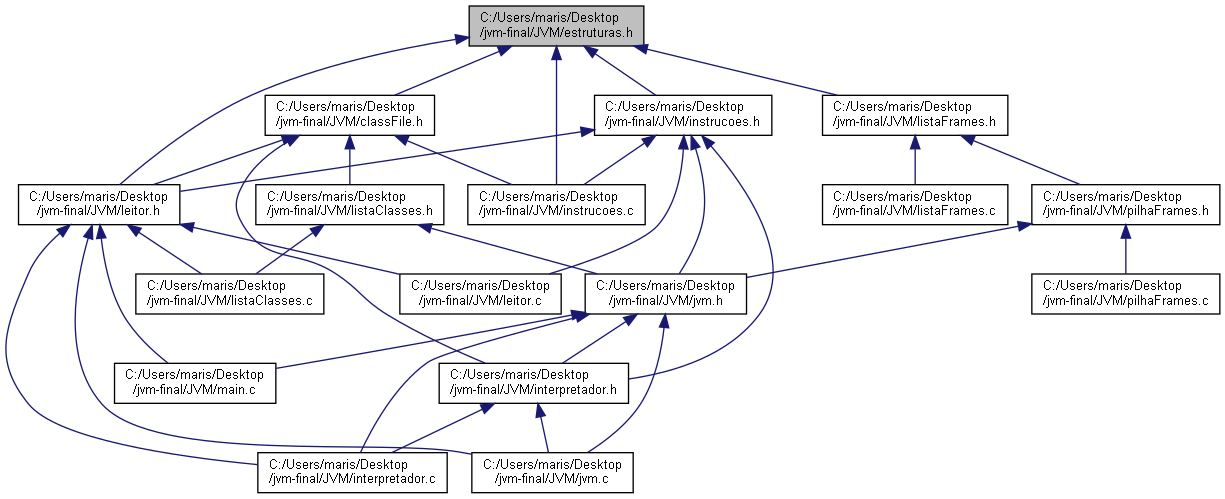 C:/Users/maris/Desktop
/jvm-final/JVM/estruturas.h
C:/Users/maris/Desktop
/jvm-final/JVM/classFile.h
C:/Users/maris/Desktop
/jvm-final/JVM/instrucoes.h
C:/Users/maris/Desktop
/jvm-final/JVM/listaFrames.h
C:/Users/maris/Desktop
/jvm-final/JVM/leitor.h
C:/Users/maris/Desktop
/jvm-final/JVM/listaClasses.h
C:/Users/maris/Desktop
/jvm-final/JVM/instrucoes.c
C:/Users/maris/Desktop
/jvm-final/JVM/listaFrames.c
C:/Users/maris/Desktop
/jvm-final/JVM/pilhaFrames.h
C:/Users/maris/Desktop
/jvm-final/JVM/listaClasses.c
C:/Users/maris/Desktop
/jvm-final/JVM/leitor.c
C:/Users/maris/Desktop
/jvm-final/JVM/jvm.h
C:/Users/maris/Desktop
/jvm-final/JVM/pilhaFrames.c
C:/Users/maris/Desktop
/jvm-final/JVM/main.c
C:/Users/maris/Desktop
/jvm-final/JVM/interpretador.h
C:/Users/maris/Desktop
/jvm-final/JVM/interpretador.c
C:/Users/maris/Desktop
/jvm-final/JVM/jvm.c